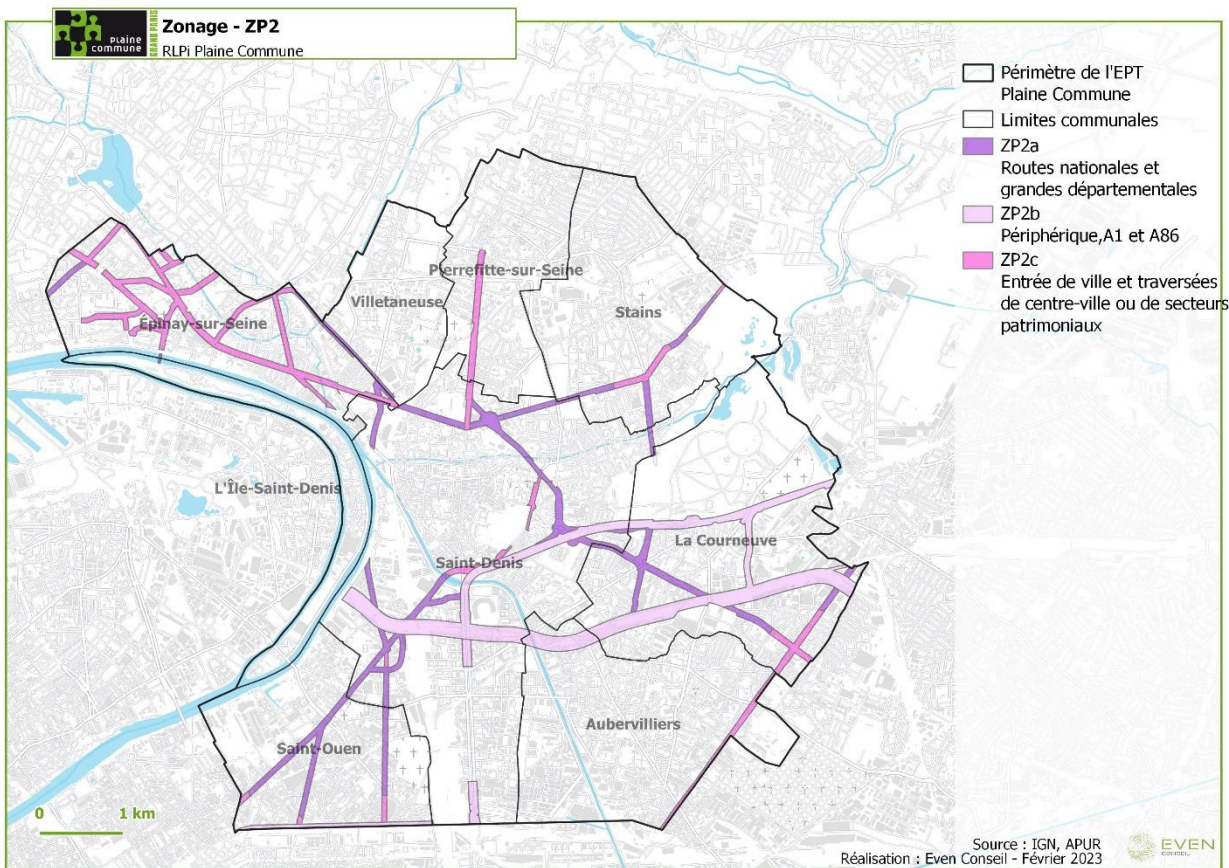 plaine
commune
GRAND PARIS
Zonage - ZP2
RLPi Plaine Commune
Périmètre de l'EPT
Plaine Commune
Limites communales
ZP2a
Routes nationales et
grandes départementales
ZP2b
Périphérique,A1 et A86
ZP2c
Entrée de ville et traversées
de centre-ville ou de secteurs
patrimoniaux
Pierrefitte-sur-Seine
Villetaneuse
Stains
Épinay-sur-Seine
L'Île-Saint-Denis
La Courneuve
Saint-Denis
Aubervilliers
Saint-Ouen
0 1 km
Source : IGN, APUR
Réalisation : Even Conseil - Février 2023
EVEN
CONSEIL